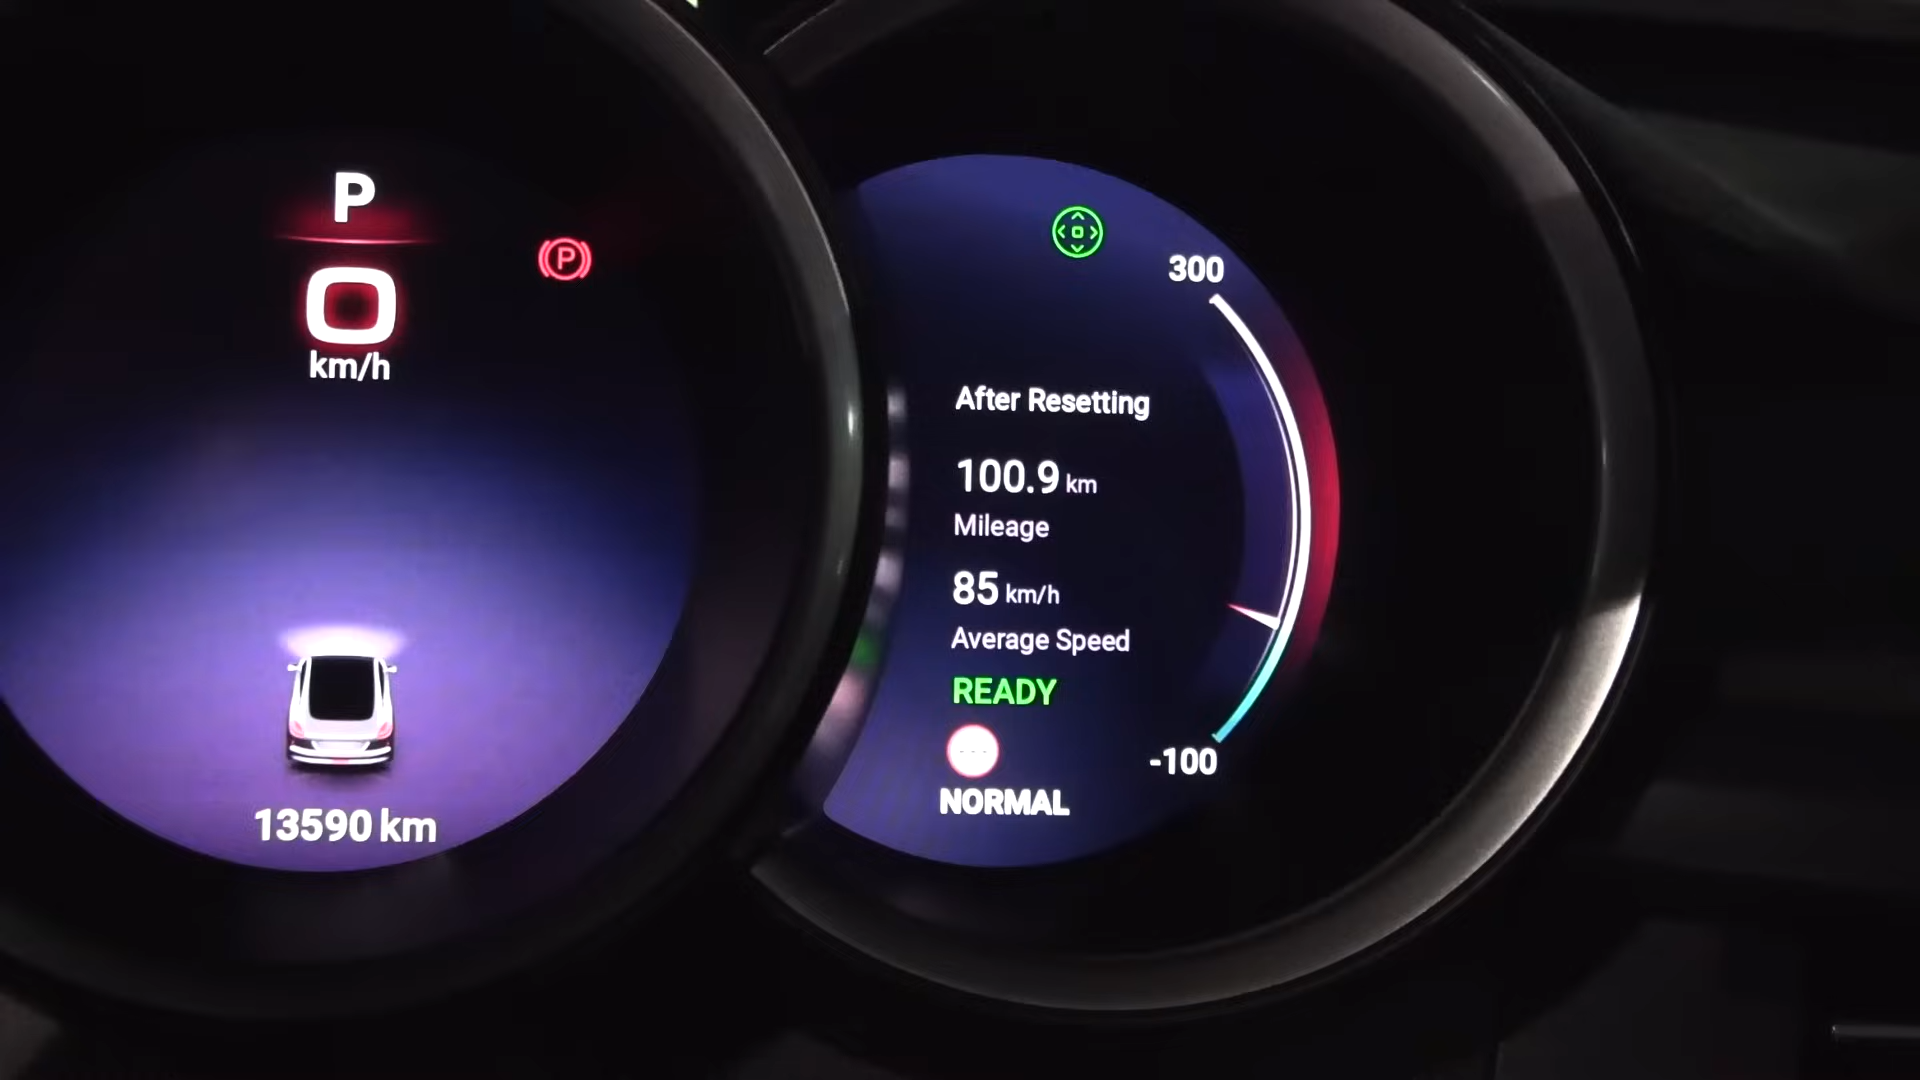 P
0
km/h
P
13590 km
300
After Resetting
100.9 km
Mileage
85 km/h
Average Speed
READY
-100
NORMAL